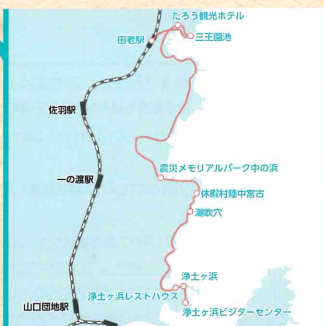 たろう観光ホテル
田老駅
三王園地
佐羽駅
震災メモリアルパーク中の浜
一の渡駅
休暇村陸中宮古
潮吹穴
浄土ヶ浜
浄土ヶ浜レストハウス
山口団地駅
浄土ヶ浜ビジターセンター